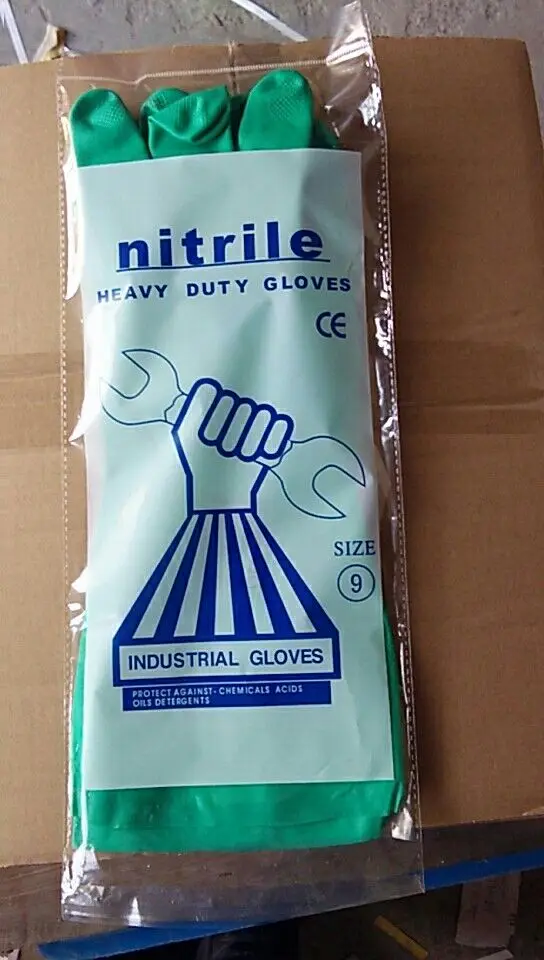 nitrile
HEAVY DUTY GLOVES
CE
SIZE
9
INDUSTRIAL GLOVES
PROTECT AGAINST-CHEMICALS ACIDS
OILS DETERGENTS